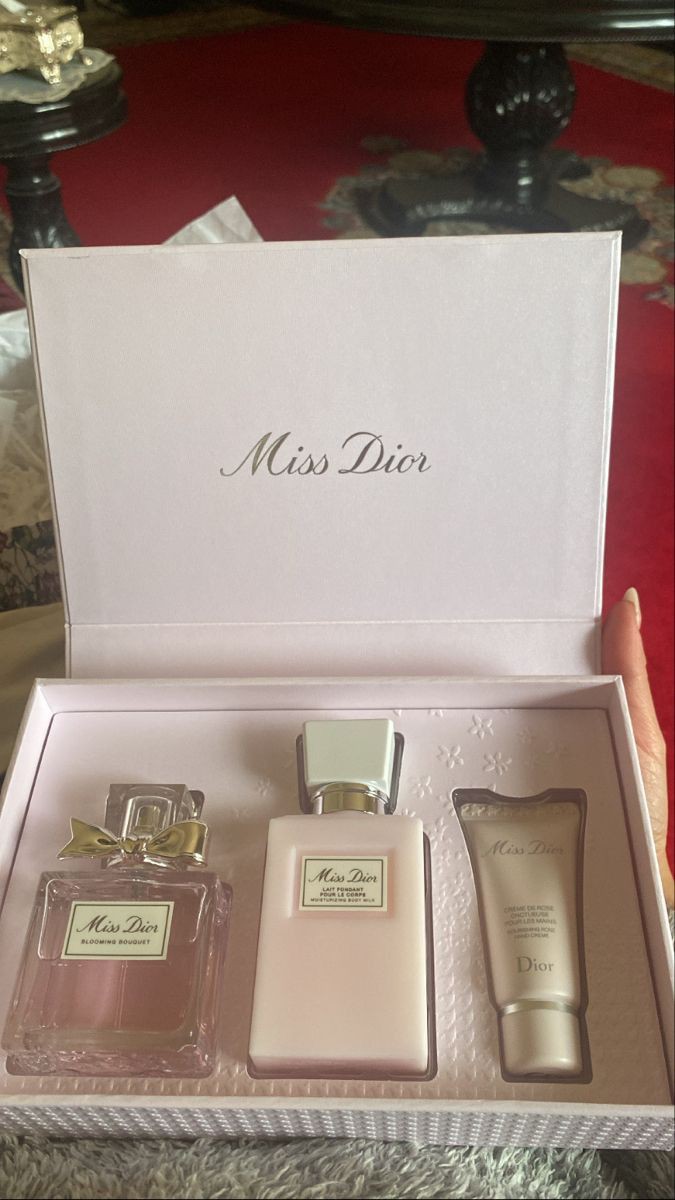 Miss Dior
Miss Dior
BLOOMING BOUQUET
Miss Dior
LAIT FONDANT
POUR LE CORPS
MOISTURIZING BODY MILK
Miss Dior
CRÈME DE ROSE
ONCTUEUSE
POUR LES MAINS
NOURISHING ROSE
HAND CREME
Dior